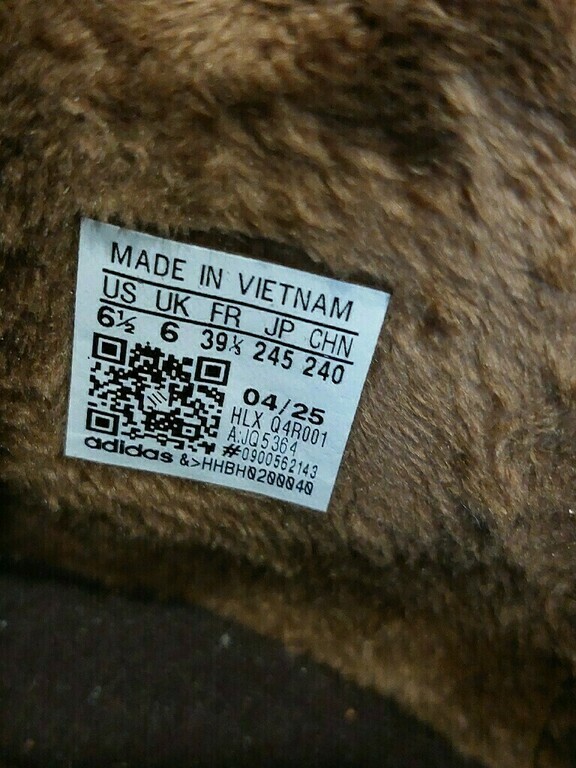 MADE IN VIETNAM
US UK FR JP CHN
6½ 6 39⅓ 245 240
04/25
HLX Q4R001
A:JQ5364
#0900562143
adidas &>HHBH0200040